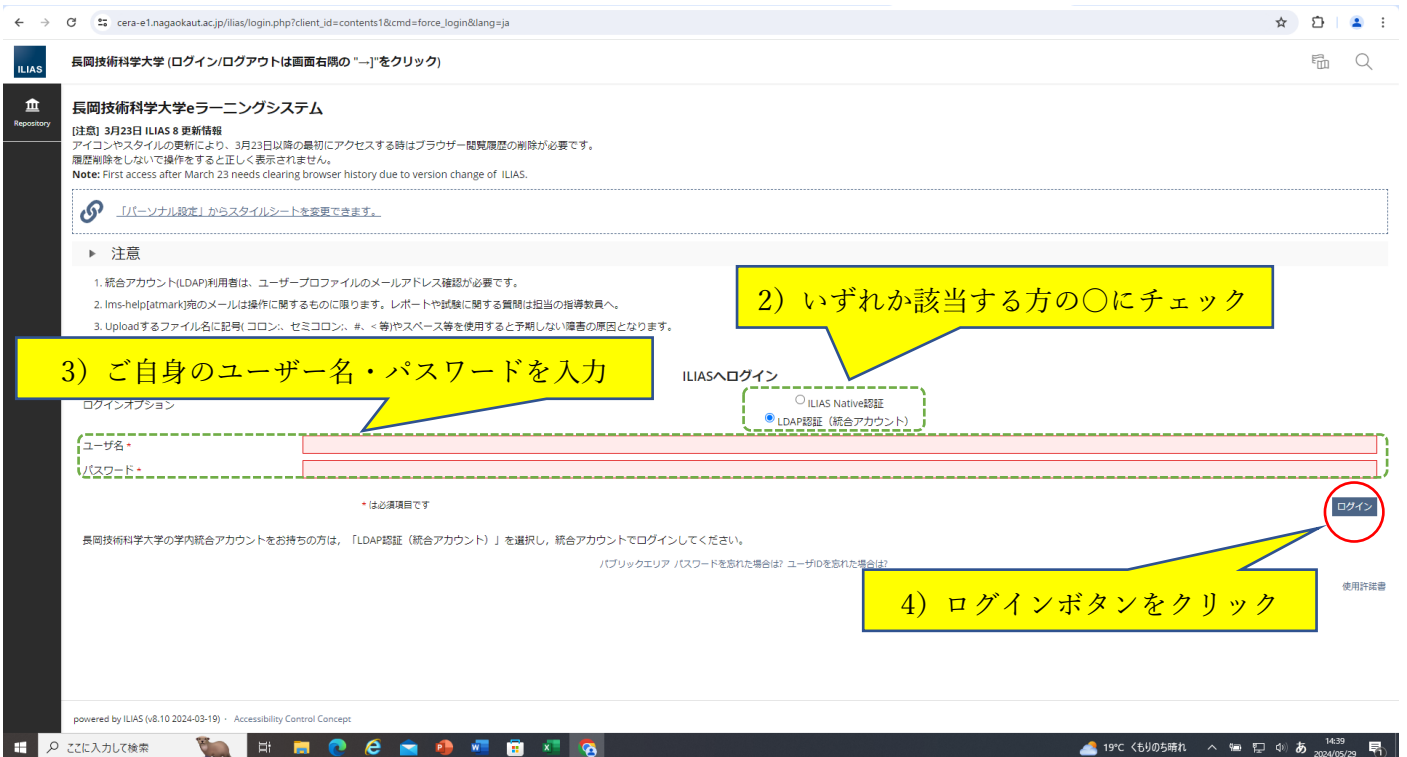 cera-e1.nagaokaut.ac.jp/ilias/login.php?client_id=contents1&cmd=force_login&lang=ja
ILIAS
長岡技術科学大学 (ログイン/ログアウトは画面右隅の "→]"をクリック)
Repository
長岡技術科学大学eラーニングシステム
[注意] 3月23日 ILIAS 8 更新情報
アイコンやスタイルの更新により、3月23日以降の最初にアクセスする時はブラウザー閲覧履歴の削除が必要です。
履歴削除をしないで操作をすると正しく表示されません。
Note: First access after March 23 needs clearing browser history due to version change of ILIAS.
「パーソナル設定」からスタイルシートを変更できます。
注意
1. 統合アカウント(LDAP)利用者は、ユーザープロファイルのメールアドレス確認が必要です。
2. lms-help[atmark]宛のメールは操作に関するものに限ります。レポートや試験に関する質問は担当の指導教員へ。
3. Uploadするファイル名に記号( コロン:、セミコロン;、#、< 等)やスペース等を使用すると予期しない障害の原因となります。
2）いずれか該当する方の○にチェック
3）ご自身のユーザー名・パスワードを入力
ILIASへログイン
ログインオプション
ILIAS Native認証
LDAP認証（統合アカウント）
ユーザ名 *
パスワード *
* は必須項目です
ログイン
長岡技術科学大学の学内統合アカウントをお持ちの方は，「LDAP認証（統合アカウント）」を選択し，統合アカウントでログインしてください。
パブリックエリア パスワードを忘れた場合は? ユーザIDを忘れた場合は?
4）ログインボタンをクリック
使用許諾書
powered by ILIAS (v8.10 2024-03-19) · Accessibility Control Concept
ここに入力して検索
19°C くもりのち晴れ
あ
14:39
2024/05/29